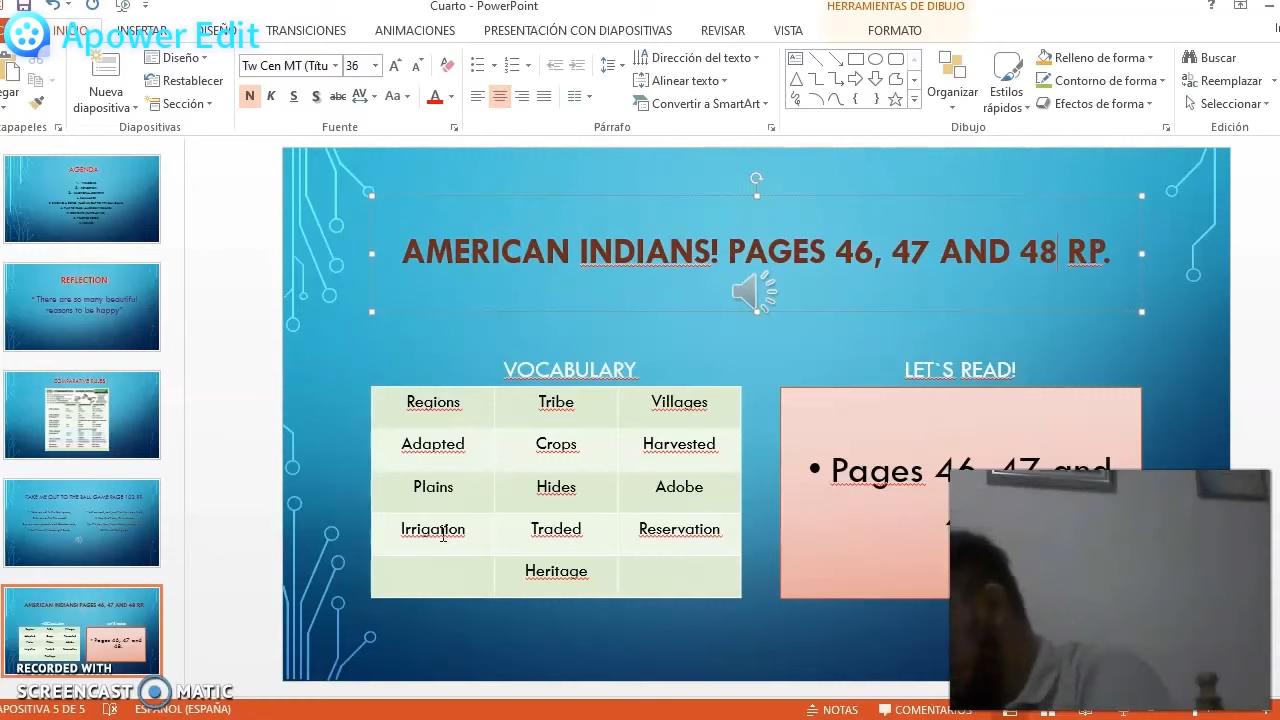 Cuarto - PowerPoint
HERRAMIENTAS DE DIBUJO
?
Apower Edit
INICIO INSERTAR DISEÑO TRANSICIONES ANIMACIONES PRESENTACIÓN CON DIAPOSITIVAS REVISAR VISTA FORMATO
Nueva diapositiva
Diseño
Restablecer
Sección
Tw Cen MT (Títu 36
N K S S abc AV Aa A
Dirección del texto
Alinear texto
Convertir a SmartArt
Organizar
Estilos rápidos
Relleno de forma
Contorno de forma
Efectos de forma
Buscar
Reemplazar
Seleccionar
tapapeles Diapositivas Fuente Párrafo Dibujo Edición
AGENDA
REFLECTION
" There are so many beautiful
reasons to be happy"
COMPARATIVE RULES
TAKE ME OUT TO THE BALL GAME PAGE 103 RP.
AMERICAN INDIANS! PAGES 46, 47 AND 48 RP.
• Pages 46, 47 and
48.
AMERICAN INDIANS! PAGES 46, 47 AND 48 RP.
VOCABULARY
Regions Tribe Villages
Adapted Crops Harvested
Plains Hides Adobe
Irrigation Traded Reservation
Heritage
LET`S READ!
• Pages 46, 47 and
RECORDED WITH
SCREENCAST MATIC
APOSITIVA 5 DE 5 ESPAÑOL (ESPAÑA) NOTAS COMENTARIOS